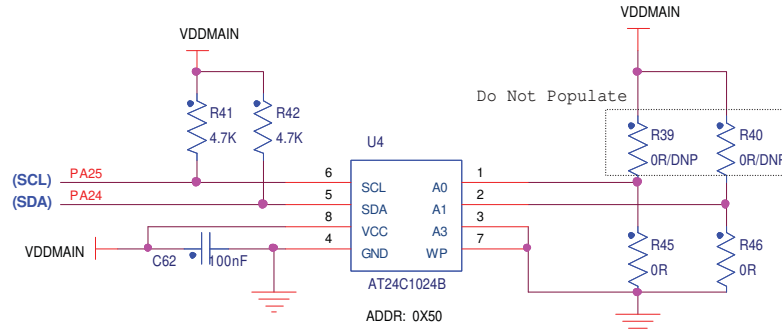 VDDMAIN
VDDMAIN
Do Not Populate
R41
4.7K
R42
4.7K
R39
0R/DNP
R40
0R/DNP
U4
(SCL) PA25 6 SCL A0 1
(SDA) PA24 5 SDA A1 2
8 VCC A3 3
4 GND WP 7
VDDMAIN
C62 100nF
R45
0R
R46
0R
AT24C1024B
ADDR: 0X50